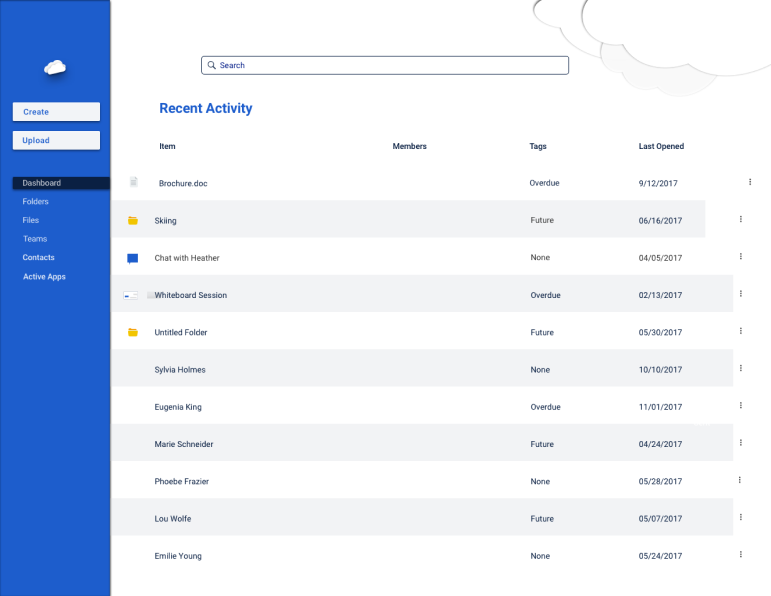 Search
Create
Upload
Dashboard
Folders
Files
Teams
Contacts
Active Apps
Recent Activity
Item Members Tags Last Opened
Brochure.doc Overdue 9/12/2017
Skiing Future 06/16/2017
Chat with Heather None 04/05/2017
Whiteboard Session Overdue 02/13/2017
Untitled Folder Future 05/30/2017
Sylvia Holmes None 10/10/2017
Eugenia King Overdue 11/01/2017
Marie Schneider Future 04/24/2017
Phoebe Frazier None 05/28/2017
Lou Wolfe Future 05/07/2017
Emilie Young None 05/24/2017